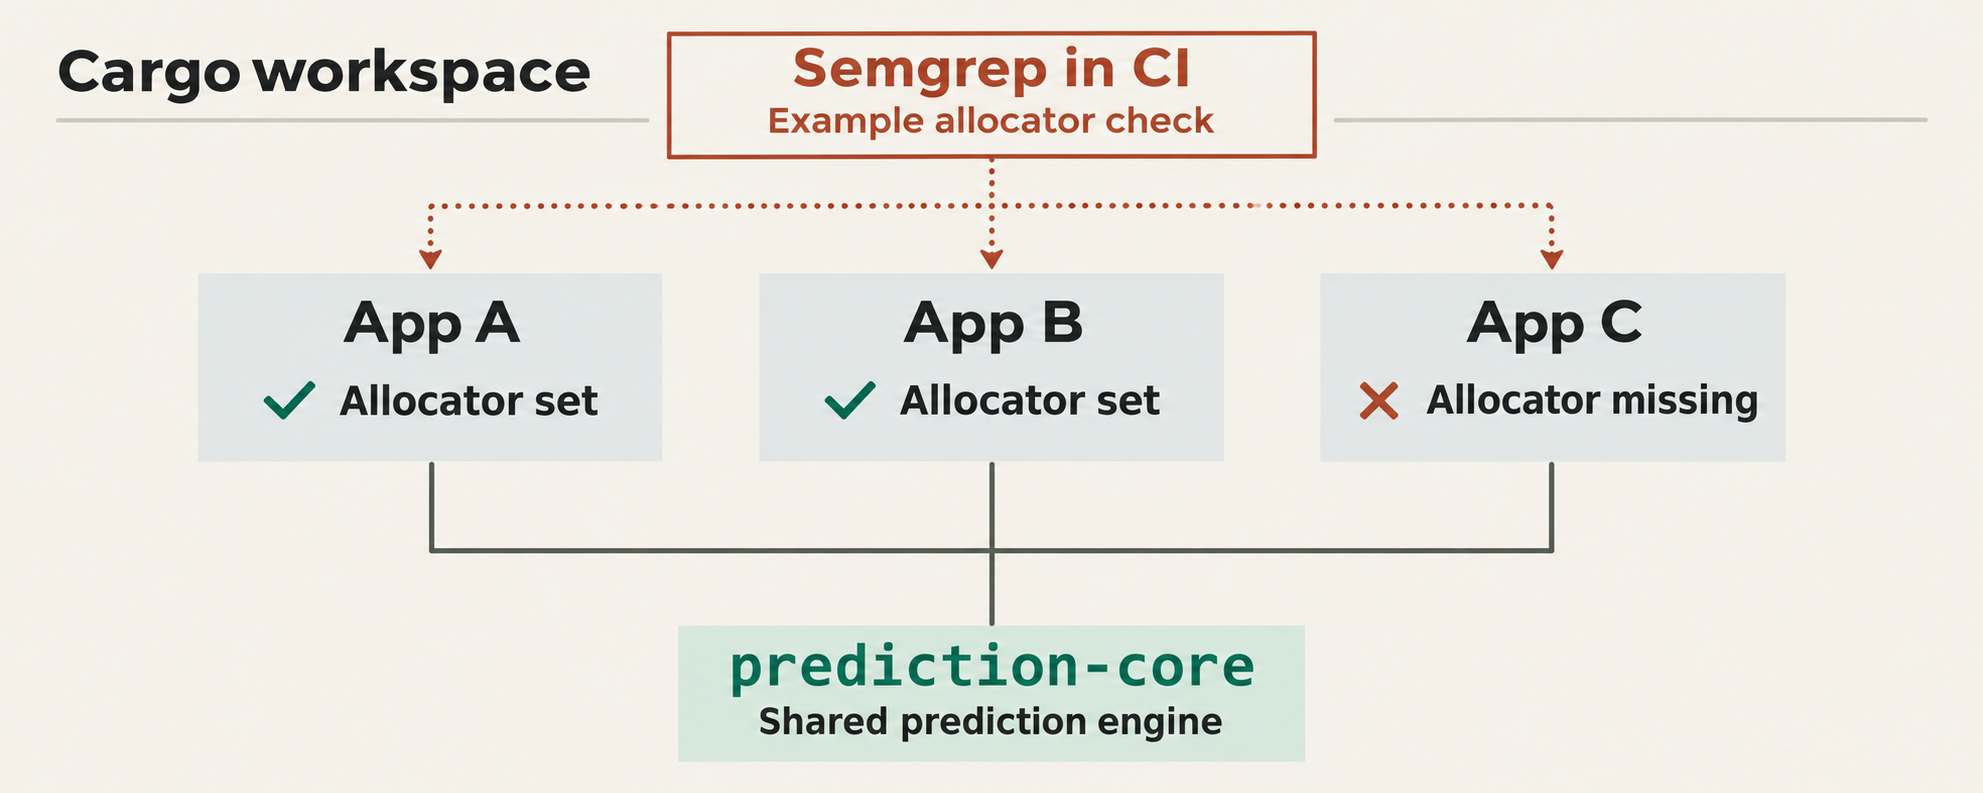 Cargo workspace
Semgrep in CI
Example allocator check
App A
Allocator set
App B
Allocator set
App C
Allocator missing
prediction-core
Shared prediction engine